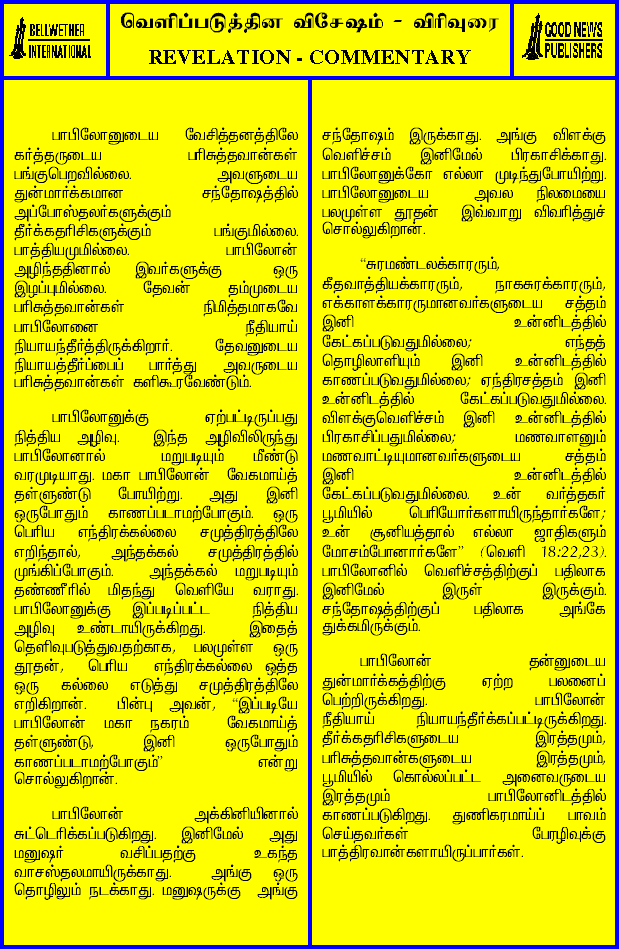 BELLWETHER
INTERNATIONAL
வெளிப்படுத்தின விசேஷம் - விரிவுரை
REVELATION - COMMENTARY
GOOD NEWS
PUBLISHERS
பாபிலோனுடைய வேசித்தனத்திலே
கர்த்தருடைய பரிசுத்தவான்கள்
பங்குபெறவில்லை. அவளுடைய
துன்மார்க்கமான சந்தோஷத்தில்
அப்போஸ்தலர்களுக்கும்
தீர்க்கதரிசிகளுக்கும் பங்குமில்லை.
பாத்தியமுமில்லை. பாபிலோன்
அழிந்ததினால் இவர்களுக்கு ஒரு
இழப்புமில்லை. தேவன் தம்முடைய
பரிசுத்தவான்கள் நிமித்தமாகவே
பாபிலோனை நீதியாய்
நியாயந்தீர்த்திருக்கிறார். தேவனுடைய
நியாயத்தீர்ப்பைப் பார்த்து அவருடைய
பரிசுத்தவான்கள் களிகூரவேண்டும்.
பாபிலோனுக்கு ஏற்பட்டிருப்பது
நித்திய அழிவு. இந்த அழிவிலிருந்து
பாபிலோனால் மறுபடியும் மீண்டு
வரமுடியாது. மகா பாபிலோன் வேகமாய்த்
தள்ளுண்டு போயிற்று. அது இனி
ஒருபோதும் காணப்படாமற்போகும். ஒரு
பெரிய எந்திரக்கல்லை சமுத்திரத்திலே
எறிந்தால், அந்தக்கல் சமுத்திரத்தில்
முங்கிப்போகும். அந்தக்கல் மறுபடியும்
தண்ணீரில் மிதந்து வெளியே வராது.
பாபிலோனுக்கு இப்படிப்பட்ட நித்திய
அழிவு உண்டாயிருக்கிறது. இதைத்
தெளிவுபடுத்துவதற்காக, பலமுள்ள ஒரு
தூதன், பெரிய எந்திரக்கல்லை ஒத்த
ஒரு கல்லை எடுத்து சமுத்திரத்திலே
எறிகிறான். பின்பு அவன், "இப்படியே
பாபிலோன் மகா நகரம் வேகமாய்த்
தள்ளுண்டு, இனி ஒருபோதும்
காணப்படாமற்போகும்" என்று
சொல்லுகிறான்.
பாபிலோன் அக்கினியினால்
சுட்டெரிக்கப்படுகிறது. இனிமேல் அது
மனுஷர் வசிப்பதற்கு உகந்த
வாசஸ்தலமாயிருக்காது. அங்கு ஒரு
தொழிலும் நடக்காது. மனுஷருக்கு அங்கு
சந்தோஷம் இருக்காது. அங்கு விளக்கு
வெளிச்சம் இனிமேல் பிரகாசிக்காது.
பாபிலோனுக்கோ எல்லா முடிந்துபோயிற்று.
பாபிலோனுடைய அவல நிலமையை
பலமுள்ள தூதன் இவ்வாறு விவரித்துச்
சொல்லுகிறான்.
"சுரமண்டலக்காரரும்,
கீதவாத்தியக்காரரும், நாகசுரக்காரரும்,
எக்காளக்காரருமானவர்களுடைய சத்தம்
இனி உன்னிடத்தில்
கேட்கப்படுவதுமில்லை; எந்தத்
தொழிலாளியும் இனி உன்னிடத்தில்
காணப்படுவதுமில்லை; ஏந்திரசத்தம் இனி
உன்னிடத்தில் கேட்கப்படுவதுமில்லை.
விளக்குவெளிச்சம் இனி உன்னிடத்தில்
பிரகாசிப்பதுமில்லை; மணவாளனும்
மணவாட்டியுமானவர்களுடைய சத்தம்
இனி உன்னிடத்தில்
கேட்கப்படுவதுமில்லை. உன் வர்த்தகர்
பூமியில் பெரியோர்களாயிருந்தார்களே;
உன் சூனியத்தால் எல்லா ஜாதிகளும்
மோசம்போனார்களே" (வெளி 18:22,23).
பாபிலோனில் வெளிச்சத்திற்குப் பதிலாக
இனிமேல் இருள் இருக்கும்.
சந்தோஷத்திற்குப் பதிலாக அங்கே
துக்கமிருக்கும்.
பாபிலோன் தன்னுடைய
துன்மார்க்கத்திற்கு ஏற்ற பலனைப்
பெற்றிருக்கிறது. பாபிலோன்
நீதியாய் நியாயந்தீர்க்கப்பட்டிருக்கிறது.
தீர்க்கதரிசிகளுடைய இரத்தமும்,
பரிசுத்தவான்களுடைய இரத்தமும்,
பூமியில் கொல்லப்பட்ட அனைவருடைய
இரத்தமும் பாபிலோனிடத்தில்
காணப்படுகிறது. துணிகரமாய்ப் பாவம்
செய்தவர்கள் பேரழிவுக்கு
பாத்திரவான்களாயிருப்பார்கள்.